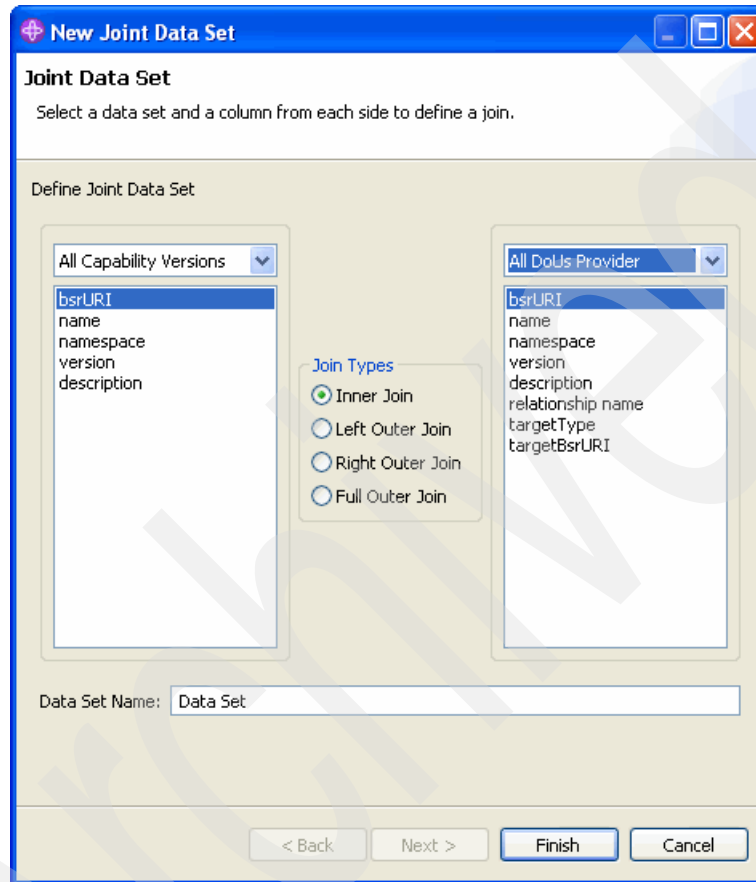 New Joint Data Set
Joint Data Set
Select a data set and a column from each side to define a join.
Define Joint Data Set
All Capability Versions
bsrURI
name
namespace
version
description
Join Types
Inner Join
Left Outer Join
Right Outer Join
Full Outer Join
All DoUs Provider
bsrURI
name
namespace
version
description
relationship name
targetType
targetBsrURI
Data Set Name: Data Set
< Back Next > Finish Cancel